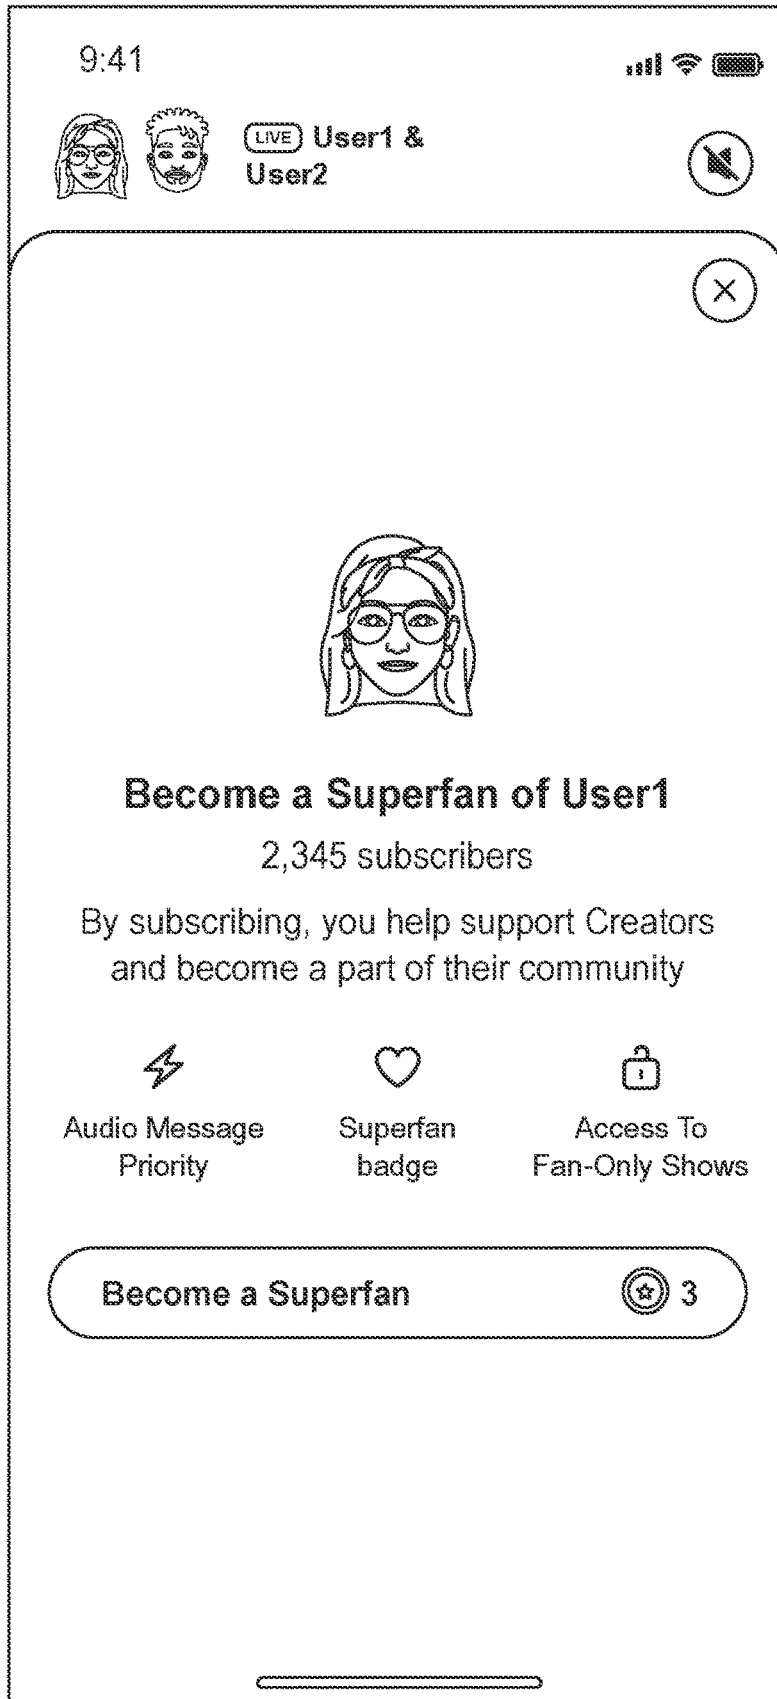 9:41
LIVE User1 &
User2
Become a Superfan of User1
2,345 subscribers
By subscribing, you help support Creators
and become a part of their community
Audio Message
Priority
Superfan
badge
Access To
Fan-Only Shows
Become a Superfan 3